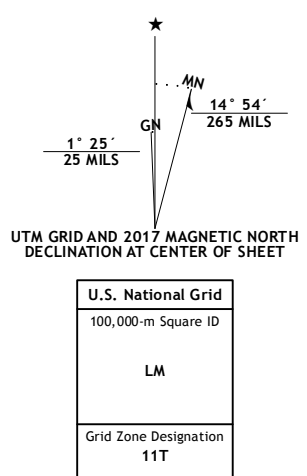 MN
GN
14° 54´
265 MILS
1° 25´
25 MILS
UTM GRID AND 2017 MAGNETIC NORTH
DECLINATION AT CENTER OF SHEET
U.S. National Grid
100,000-m Square ID
LM
Grid Zone Designation
11T